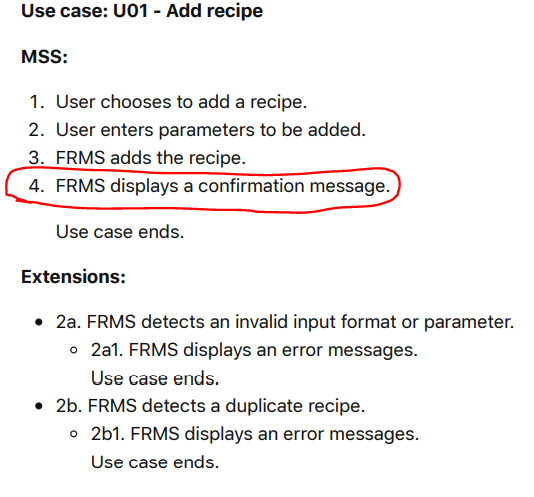 Use case: U01 - Add recipe
MSS:
1. User chooses to add a recipe.
2. User enters parameters to be added.
3. FRMS adds the recipe.
4. FRMS displays a confirmation message.
Use case ends.
Extensions:
• 2a. FRMS detects an invalid input format or parameter.
◦ 2a1. FRMS displays an error messages.
Use case ends.
• 2b. FRMS detects a duplicate recipe.
◦ 2b1. FRMS displays an error messages.
Use case ends.